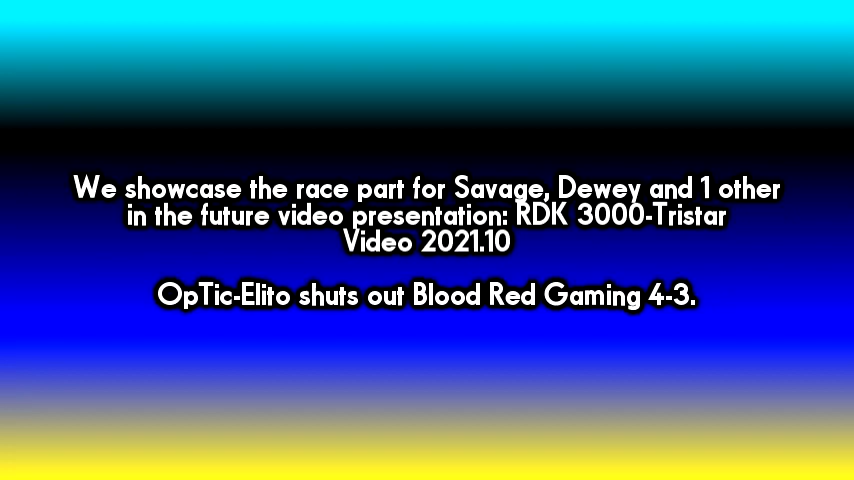 We showcase the race part for Savage, Dewey and 1 other
in the future video presentation: RDK 3000-Tristar
Video 2021.10
OpTic-Elito shuts out Blood Red Gaming 4-3.